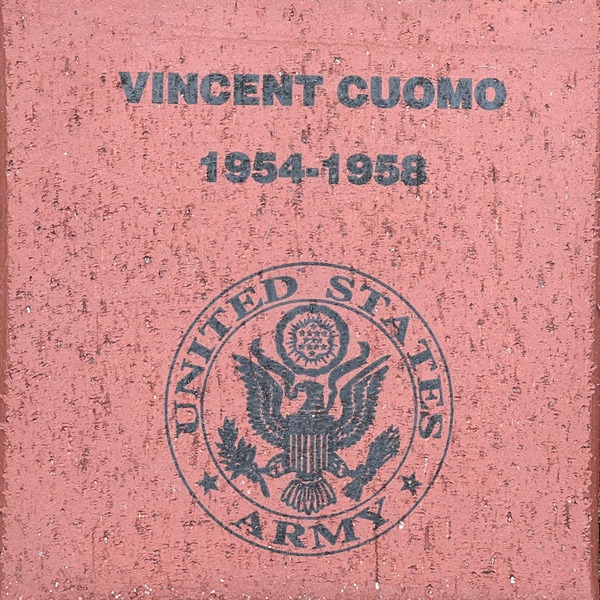 VINCENT CUOMO
1954-1958
UNITED STATES
ARMY